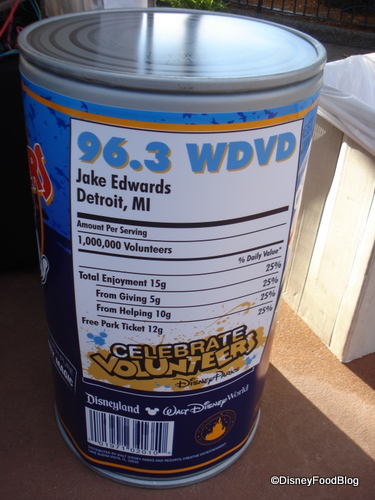 96.3 WDVD
Jake Edwards
Detroit, MI
Amount Per Serving
1,000,000 Volunteers
% Daily Value*
25%
Total Enjoyment 15g 25%
From Giving 5g 25%
From Helping 10g 25%
Free Park Ticket 12g
CELEBRATE
VOLUNTEERS
Disney Parks
Disneyland Walt Disney World
©DisneyFoodBlog